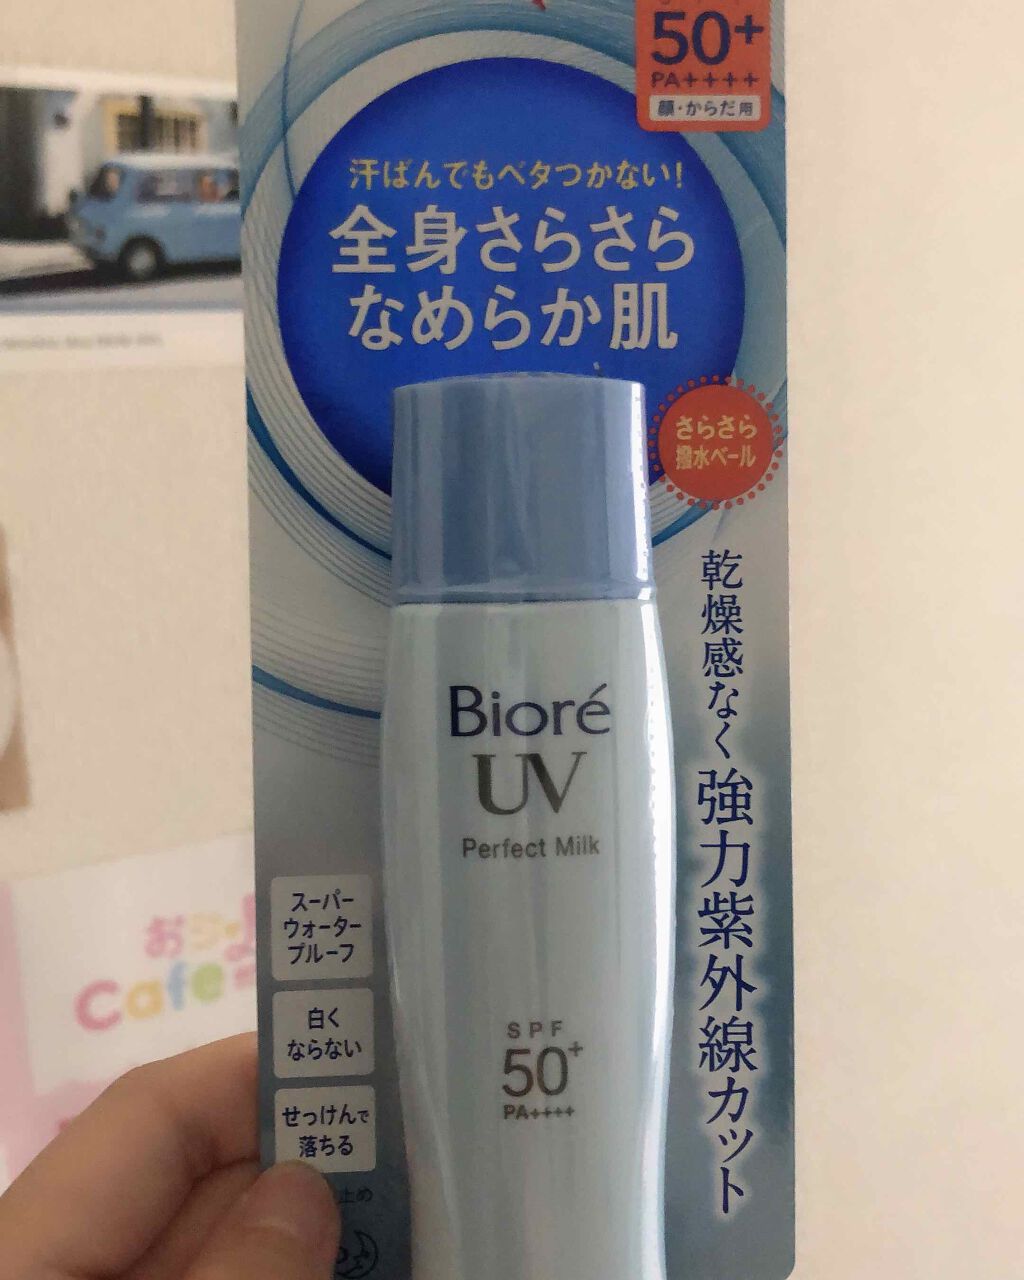 50+
PA++++
顔・からだ用
汗ばんでもベタつかない!
全身さらさら
なめらか肌
さらさら
撥水ベール
乾燥感なく強力紫外線カット
Bioré
UV
Perfect Milk
スーパー
ウォーター
プルーフ
白く
ならない
せっけんで
落ちる
SPF
50+
PA++++
止め
Cafe